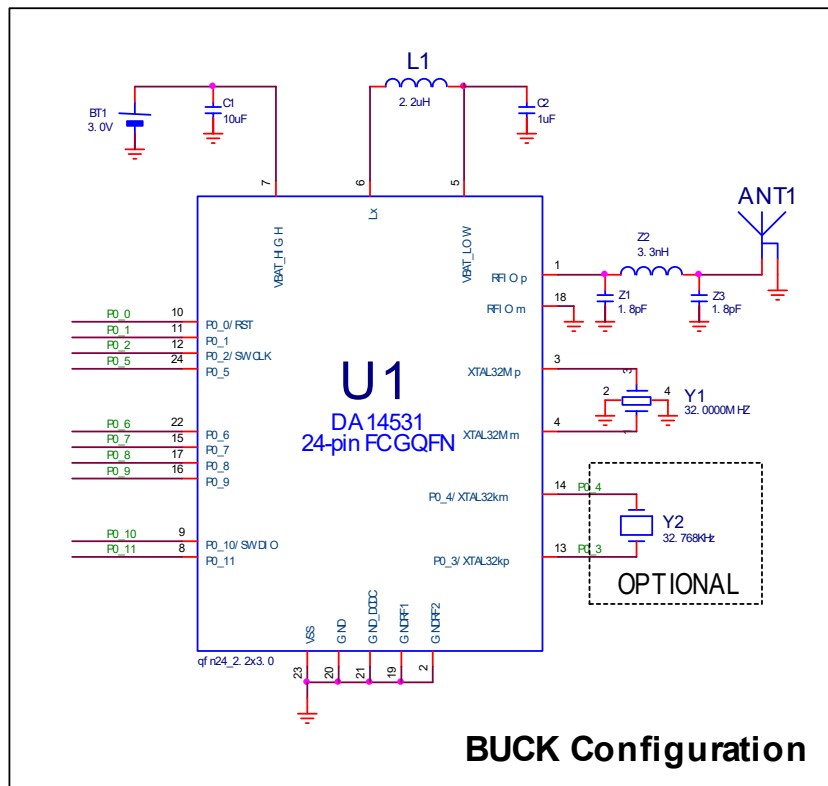 L1
2.2uH
BT1
3.0V
C1
10uF
C2
1uF
7
6
5
VBAT_HIGH
Lx
VBAT_LOW
ANT1
Z2
3.3nH
1
RFIOp
Z1
1.8pF
Z3
1.8pF
18
RFIOm
P0_0
10
P0_0/RST
P0_1
11
P0_1
P0_2
12
P0_2/SWCLK
P0_5
24
P0_5
U1
DA14531
24-pin FCGQFN
3
XTAL32Mp
3
2
4
Y1
32.0000MHZ
4
XTAL32Mm
1
P0_6
22
P0_6
P0_7
15
P0_7
P0_8
17
P0_8
P0_9
16
P0_9
14
P0_4
P0_4/XTAL32km
Y2
32.768KHz
P0_10
9
P0_10/SWDIO
P0_11
8
P0_11
13
P0_3
P0_3/XTAL32kp
OPTIONAL
VSS
GND
GND_DCDC
GNDRF1
GNDRF2
qfn24_2.2x3.0
23
20
21
19
2
BUCK Configuration